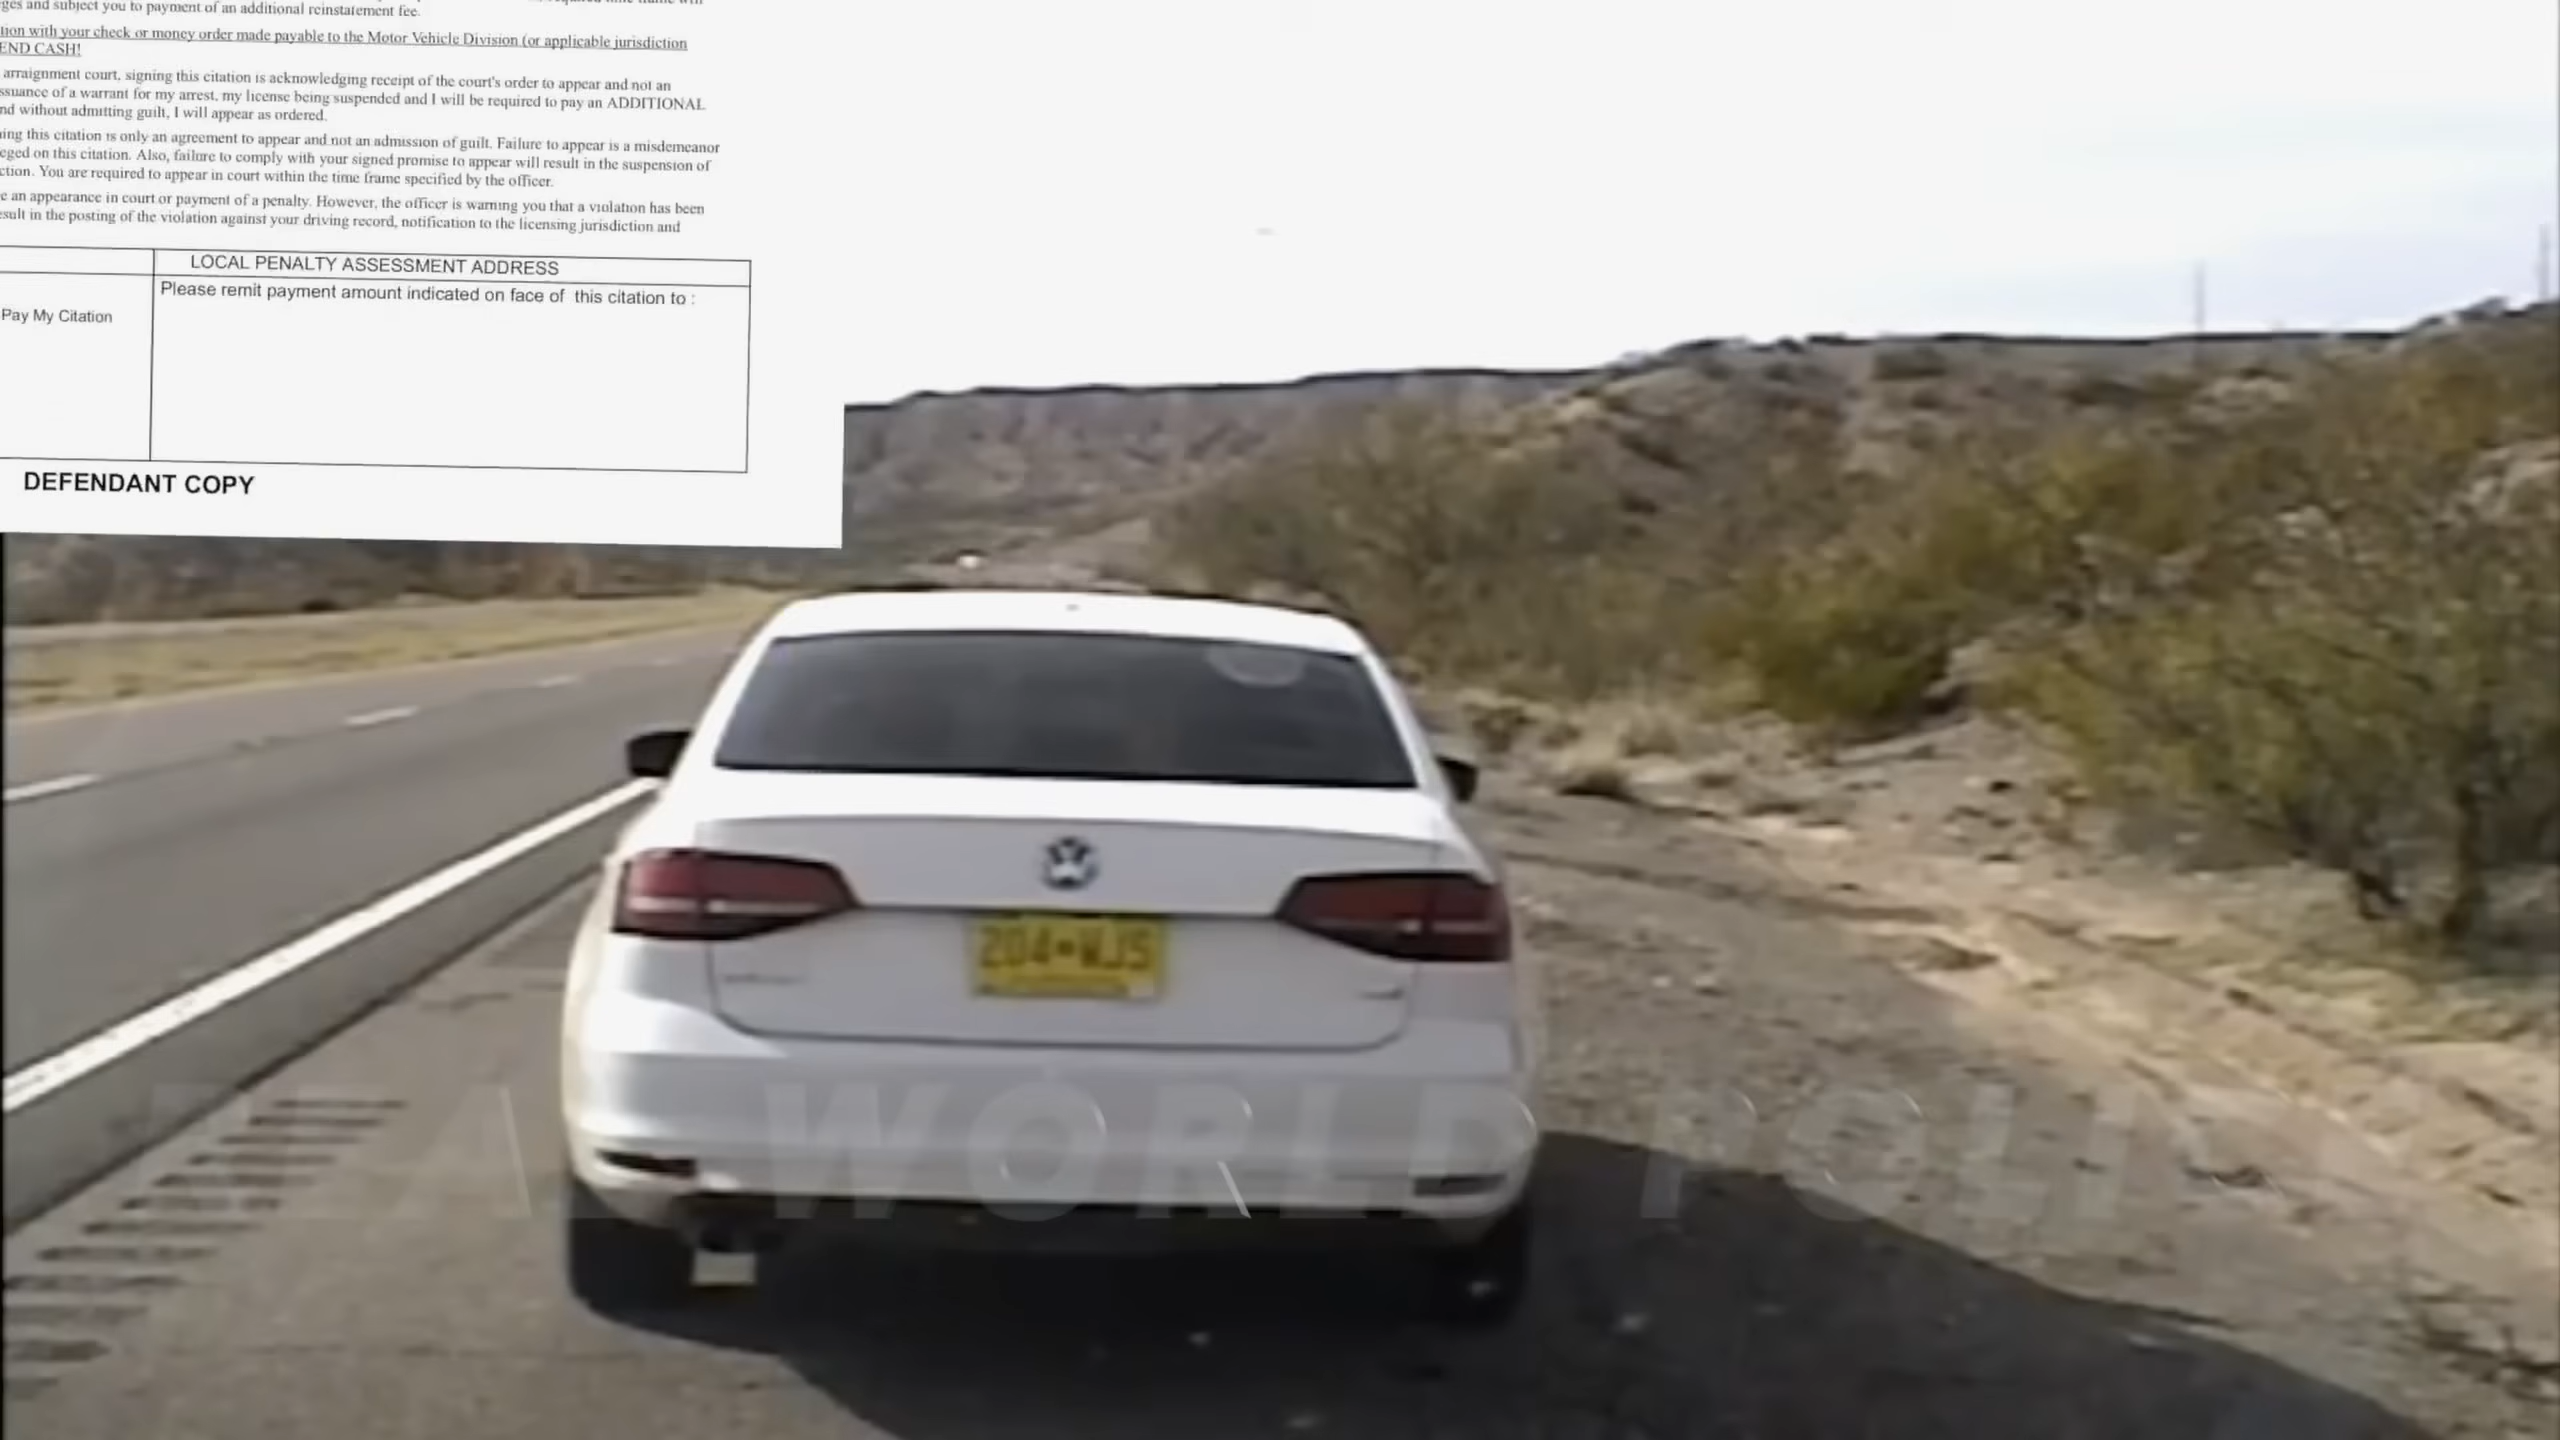 ges and subject you to payment of an additional reinstatement fee.
tion with your check or money order made payable to the Motor Vehicle Division (or applicable jurisdiction
END CASH!
arraignment court, signing this citation is acknowledging receipt of the court's order to appear and not an
ssuance of a warrant for my arrest, my license being suspended and I will be required to pay an ADDITIONAL
nd without admitting guilt, I will appear as ordered.
ning this citation is only an agreement to appear and not an admission of guilt. Failure to appear is a misdemeanor
eged on this citation. Also, failure to comply with your signed promise to appear will result in the suspension of
ction. You are required to appear in court within the time frame specified by the officer.
e an appearance in court or payment of a penalty. However, the officer is warning you that a violation has been
esult in the posting of the violation against your driving record, notification to the licensing jurisdiction and
LOCAL PENALTY ASSESSMENT ADDRESS
Please remit payment amount indicated on face of this citation to :
Pay My Citation
DEFENDANT COPY
204•WJS
REAL WORLD POLI